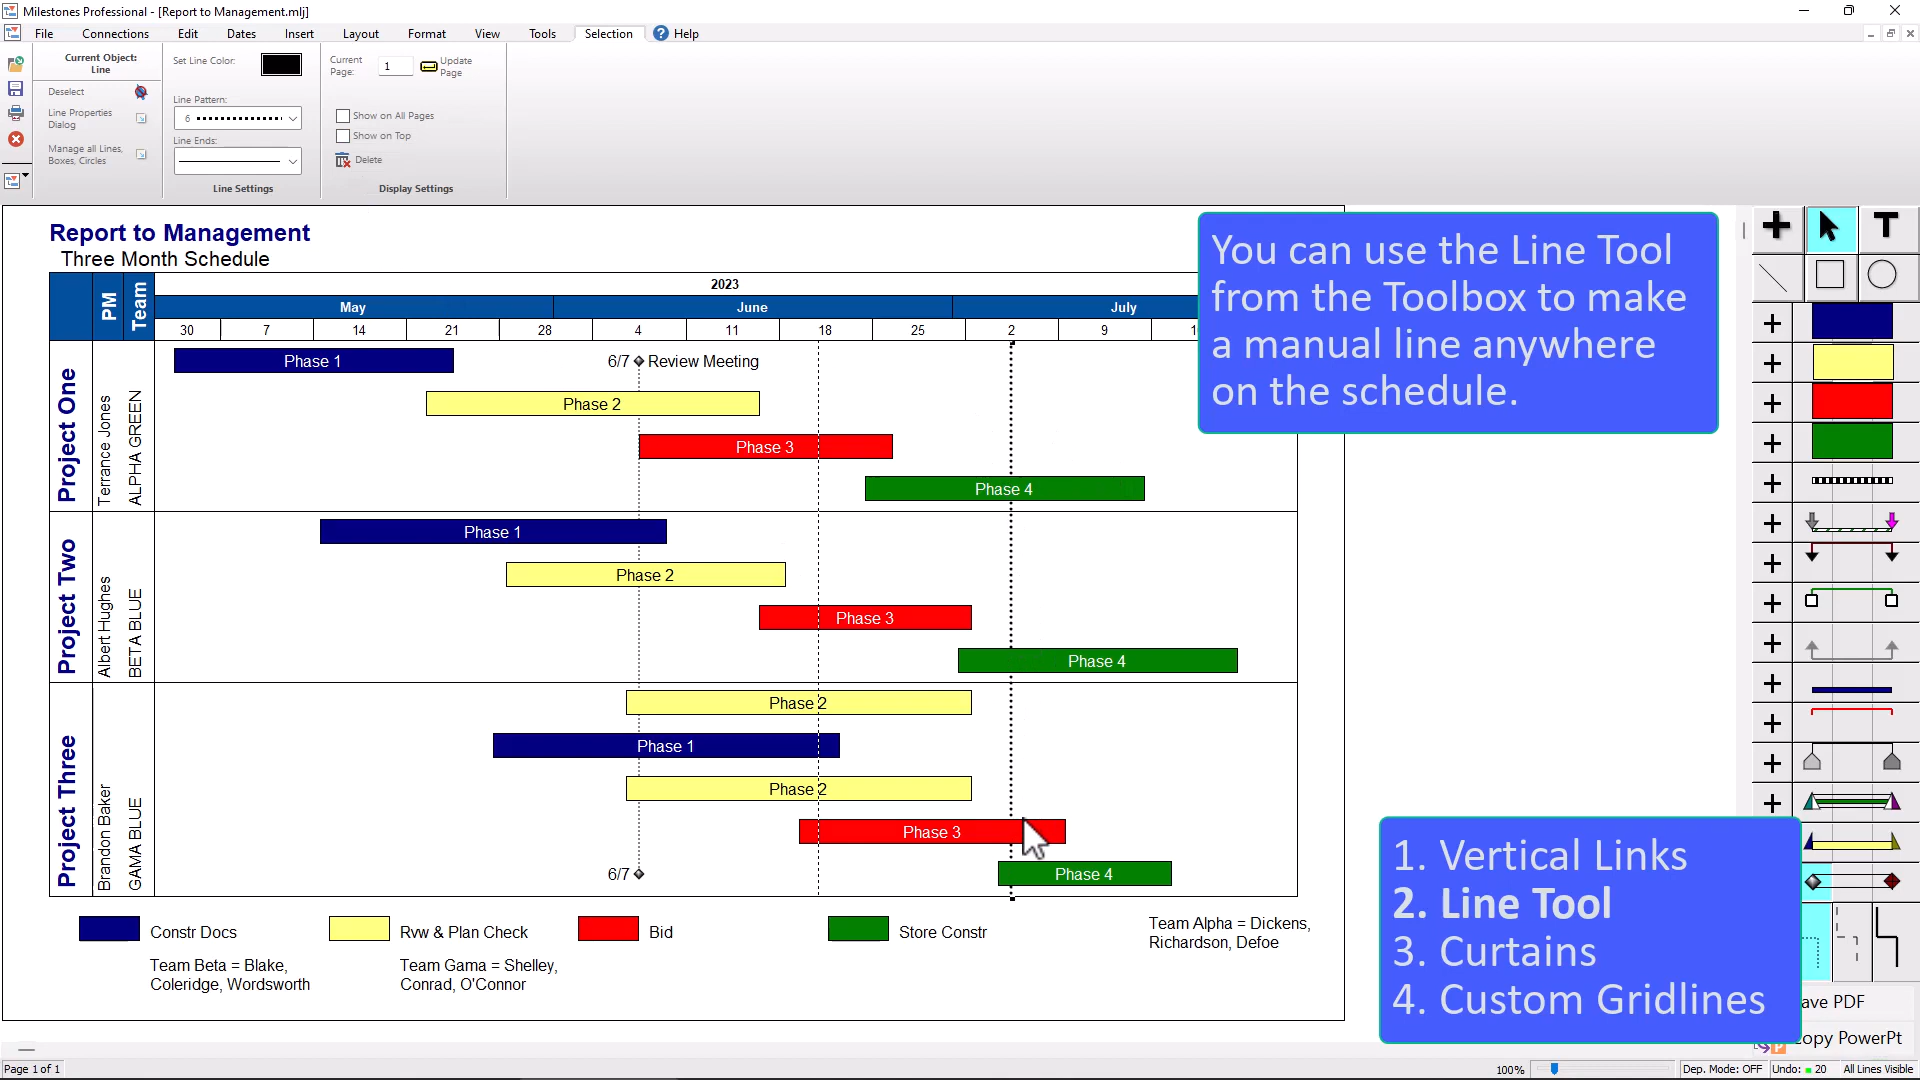 Milestones Professional - [Report to Management.mlj]
File Connections Edit Dates Insert Layout Format View Tools Selection ? Help
Current Object:
Line
Deselect
Line Properties
Dialog
Manage all Lines,
Boxes, Circles
Set Line Color:
Line Pattern:
6
Line Ends:
Line Settings
Current
Page:
1
Update
Page
Show on All Pages
Show on Top
Delete
Display Settings
Report to Management
Three Month Schedule
PM
Team
2023
May June July
30 7 14 21 28 4 11 18 25 2 9
Project One
Terrance Jones
ALPHA GREEN
Phase 1
6/7 Review Meeting
Phase 2
Phase 3
Phase 4
Project Two
Albert Hughes
BETA BLUE
Phase 1
Phase 2
Phase 3
Phase 4
Project Three
Brandon Baker
GAMA BLUE
Phase 2
Phase 1
Phase 2
Phase 3
6/7
Phase 4
Constr Docs
Rvw & Plan Check
Bid
Store Constr
Team Alpha = Dickens,
Richardson, Defoe
Team Beta = Blake,
Coleridge, Wordsworth
Team Gama = Shelley,
Conrad, O'Connor
You can use the Line Tool
from the Toolbox to make
a manual line anywhere
on the schedule.
T
1. Vertical Links
2. Line Tool
3. Curtains
4. Custom Gridlines
ave PDF
opy PowerPt
Page 1 of 1
100%
Dep. Mode: OFF
Undo: 20
All Lines Visible